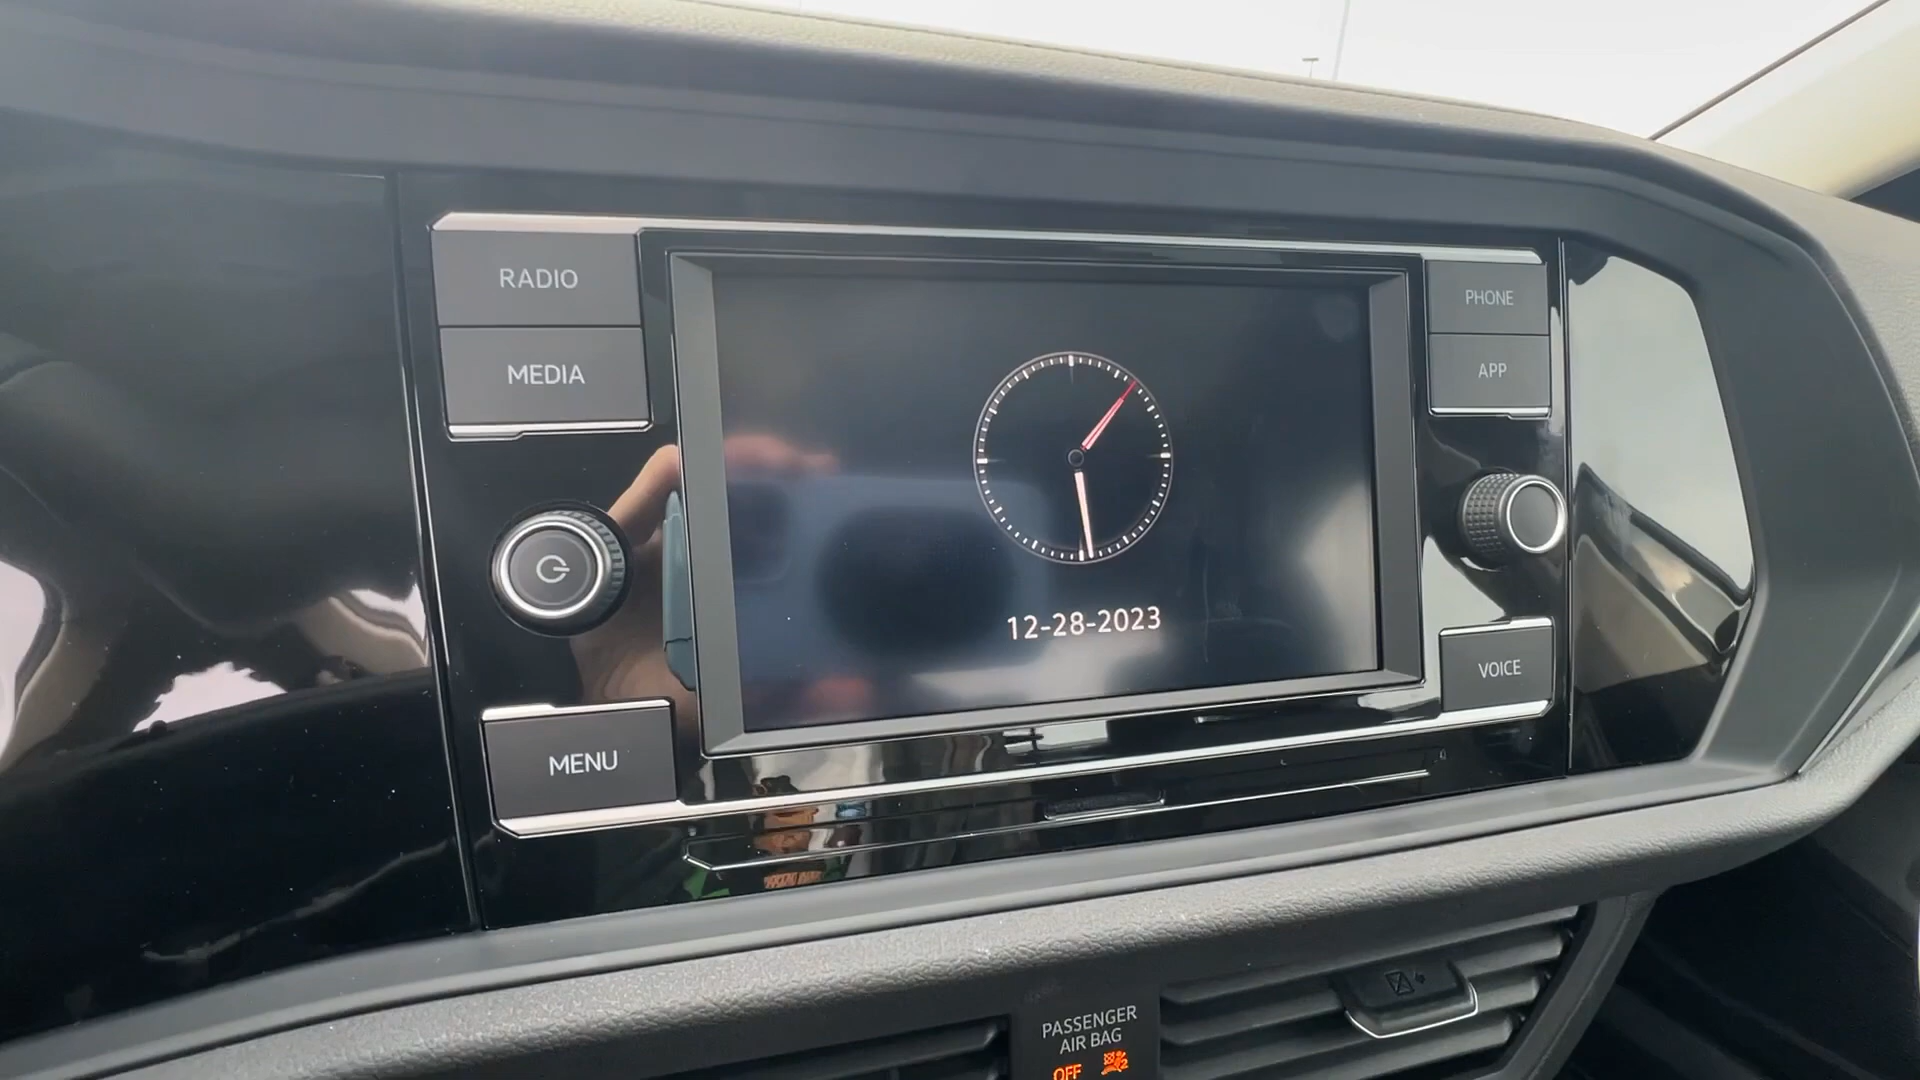 RADIO
MEDIA
PHONE
APP
12-28-2023
VOICE
MENU
PASSENGER
AIR BAG
OFF